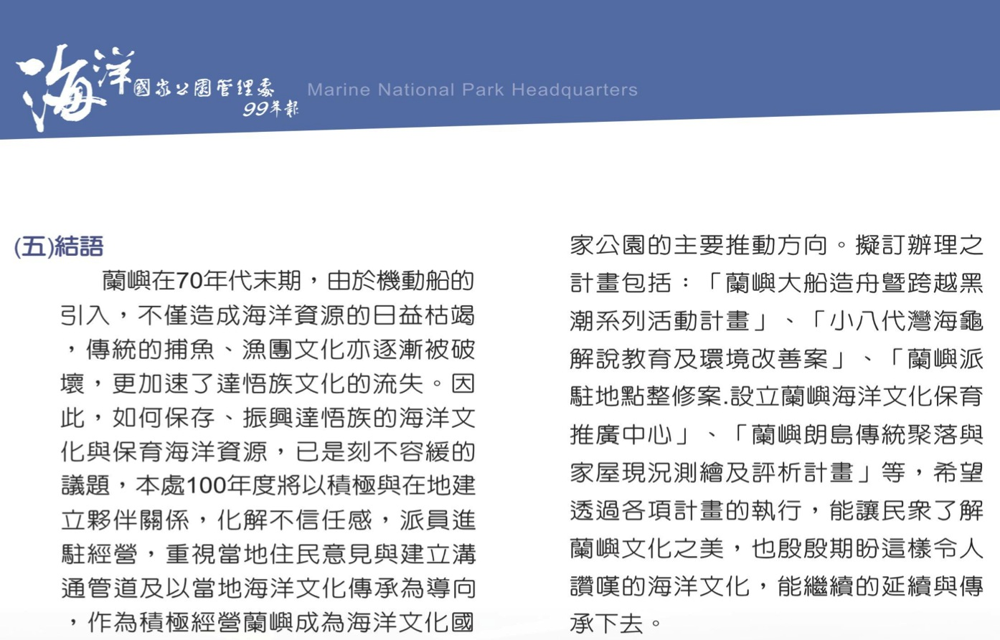 海洋國家公園管理處
99年報
Marine National Park Headquarters
(五)結語
蘭嶼在70年代末期，由於機動船的
引入，不僅造成海洋資源的日益枯竭
，傳統的捕魚、漁團文化亦逐漸被破
壞，更加速了達悟族文化的流失。因
此，如何保存、振興達悟族的海洋文
化與保育海洋資源，已是刻不容緩的
議題，本處100年度將以積極與在地建
立夥伴關係，化解不信任感，派員進
駐經營，重視當地住民意見與建立溝
通管道及以當地海洋文化傳承為導向
，作為積極經營蘭嶼成為海洋文化國
家公園的主要推動方向。擬訂辦理之
計畫包括：「蘭嶼大船造舟暨跨越黑
潮系列活動計畫」、「小八代灣海龜
解說教育及環境改善案」、「蘭嶼派
駐地點整修案.設立蘭嶼海洋文化保育
推廣中心」、「蘭嶼朗島傳統聚落與
家屋現況測繪及評析計畫」等，希望
透過各項計畫的執行，能讓民眾了解
蘭嶼文化之美，也殷殷期盼這樣令人
讚嘆的海洋文化，能繼續的延續與傳
承下去。